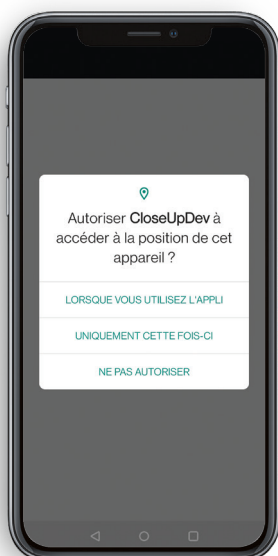 Autoriser CloseUpDev à
accéder à la position de cet
appareil ?
LORSQUE VOUS UTILISEZ L'APPLI
UNIQUEMENT CETTE FOIS-CI
NE PAS AUTORISER